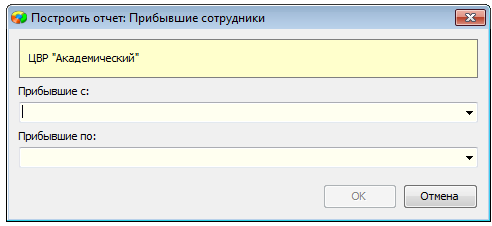 Построить отчет: Прибывшие сотрудники
ЦВР "Академический"
Прибывшие с:
Прибывшие по:
OK
Отмена